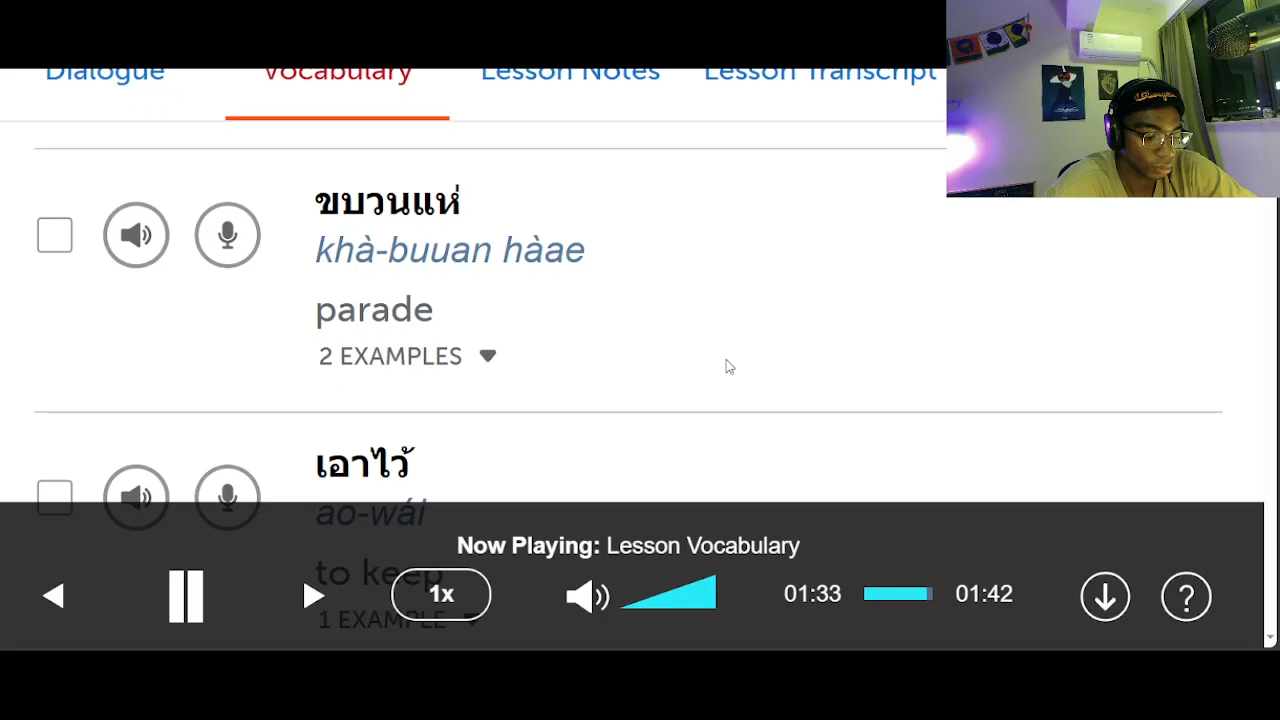 Dialogue
Vocabulary
Lesson Notes
Lesson Transcript
ขบวนแห่
khà-buuan hàae
parade
2 EXAMPLES
เอาไว้
ao-wái
to keep
1 EXAMPLE
Now Playing: Lesson Vocabulary
1x
01:33
01:42
?